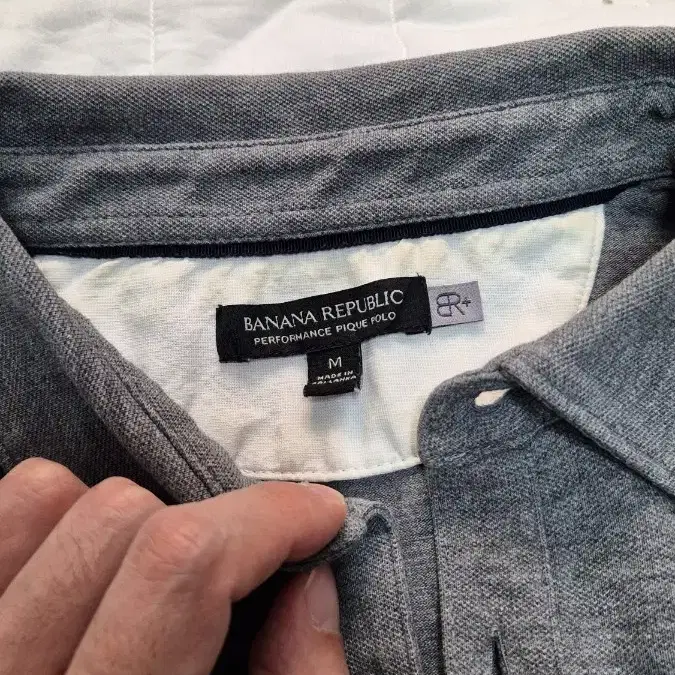 BANANA REPUBLIC
PERFORMANCE PIQUE POLO
BR+
M
MADE IN
SRI LANKA